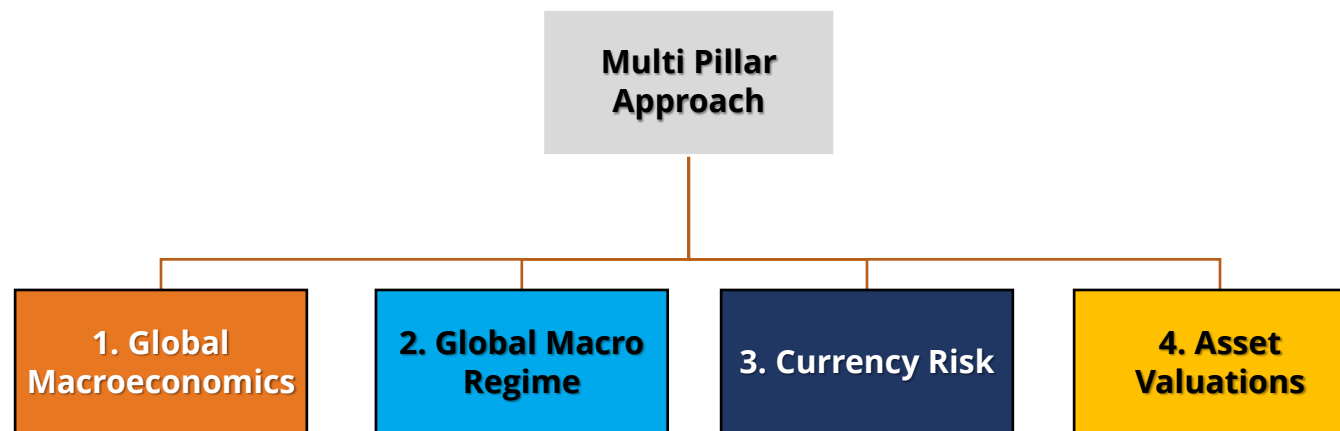 Multi Pillar
Approach
1. Global
Macroeconomics
2. Global Macro
Regime
3. Currency Risk
4. Asset
Valuations